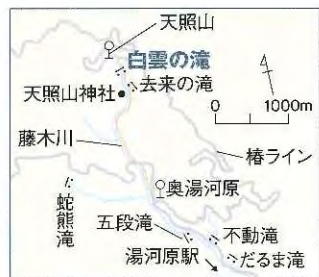 天照山
白雲の滝
去来の滝
天照山神社
0 1000m
藤木川
椿ライン
奥湯河原
蛇熊滝
五段滝
不動滝
湯河原駅
だるま滝